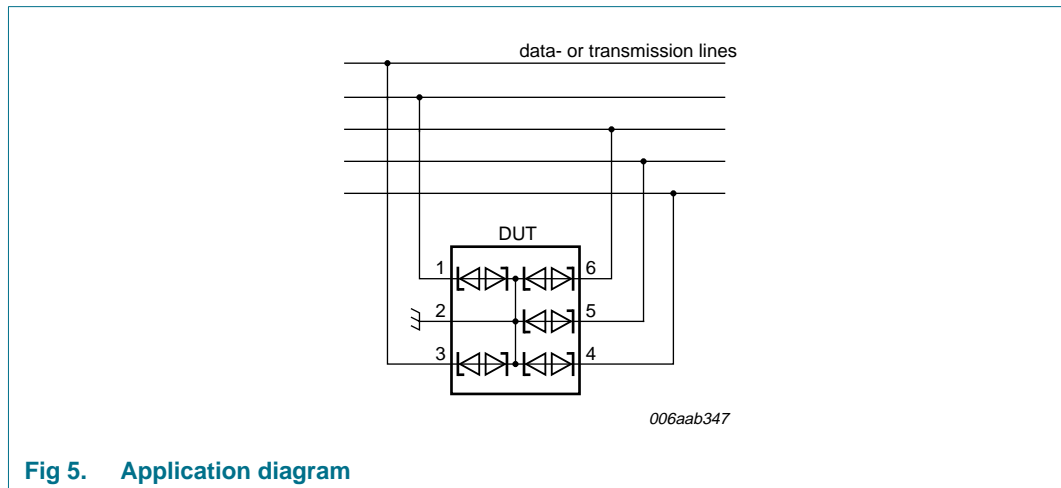 data- or transmission lines
DUT
1 6
2 5
3 4
006aab347
Fig 5. Application diagram